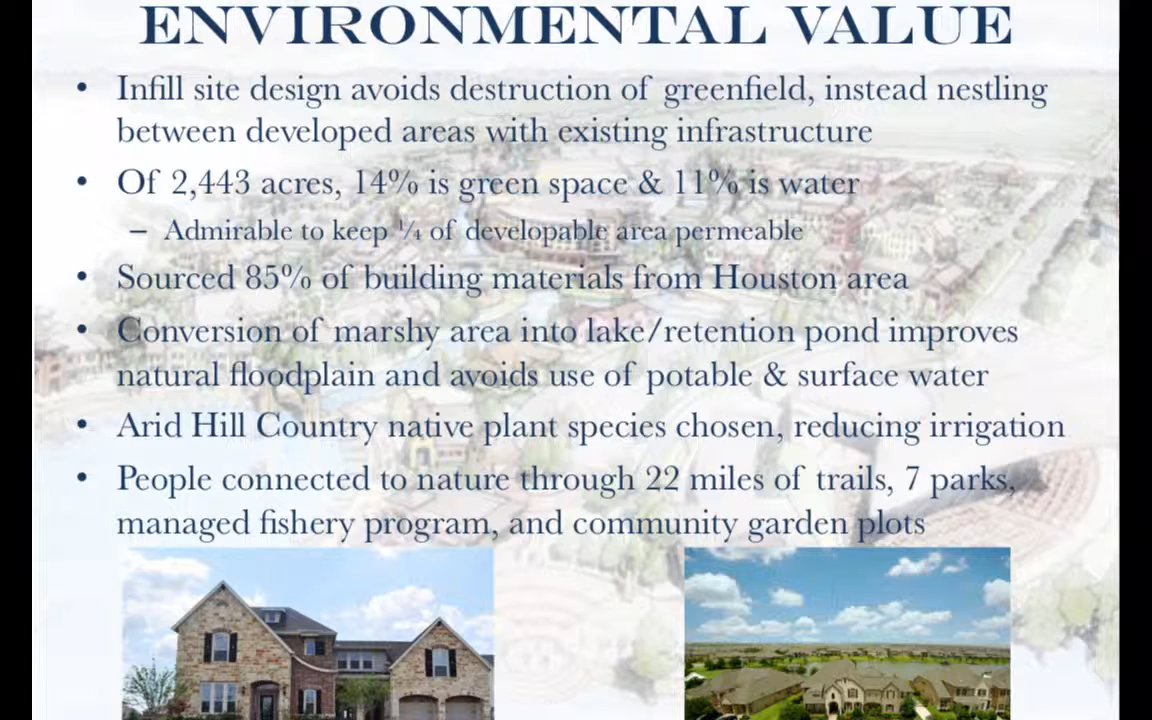 ENVIRONMENTAL VALUE
• Infill site design avoids destruction of greenfield, instead nestling
between developed areas with existing infrastructure
• Of 2,443 acres, 14% is green space & 11% is water
– Admirable to keep ¼ of developable area permeable
• Sourced 85% of building materials from Houston area
• Conversion of marshy area into lake/retention pond improves
natural floodplain and avoids use of potable & surface water
• Arid Hill Country native plant species chosen, reducing irrigation
• People connected to nature through 22 miles of trails, 7 parks,
managed fishery program, and community garden plots